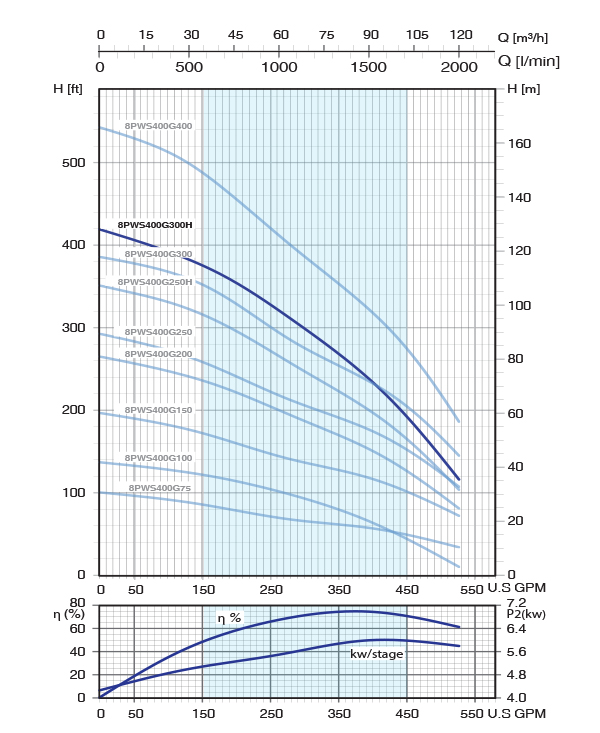 0 15 30 45 60 75 90 105 120 Q [m³/h]
0 500 1000 1500 2000 Q [l/min]
H [ft] H [m]
8PWS400G400
160
500
140
8PWS400G300H
400
120
8PWS400G300
8PWS400G2s0H
100
300
8PWS400G2s0
80
8PWS400G200
200
8PWS400G1s0
60
8PWS400G100
40
8PWS400G7s
100
20
0 0
0 50 150 250 350 450 550 U.S GPM
80 7.2
η (%) P2(kw)
η %
60 6.4
kw/stage
40 5.6
20 4.8
0 4.0
0 50 150 250 350 450 550 U.S GPM